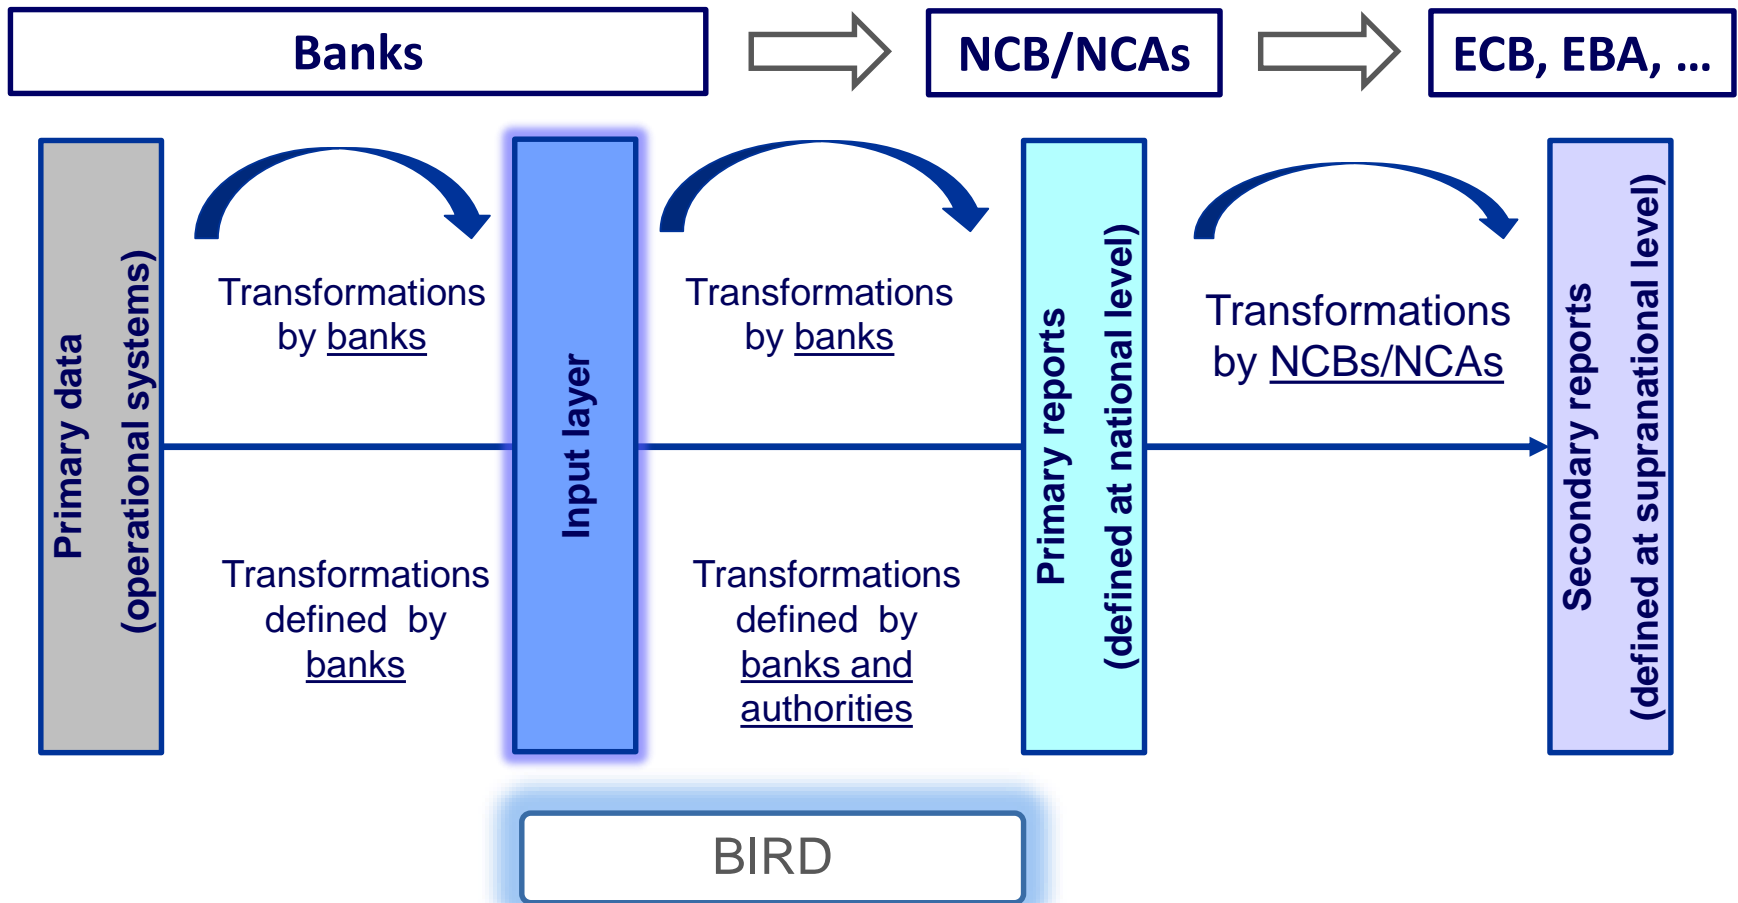 Banks
NCB/NCAs
ECB, EBA, ...
Primary data
(operational systems)
Transformations
by banks
Transformations
defined by
banks
Input layer
Transformations
by banks
Transformations
defined by
banks and
authorities
Primary reports
(defined at national level)
Transformations
by NCBs/NCAs
Secondary reports
(defined at supranational level)
BIRD